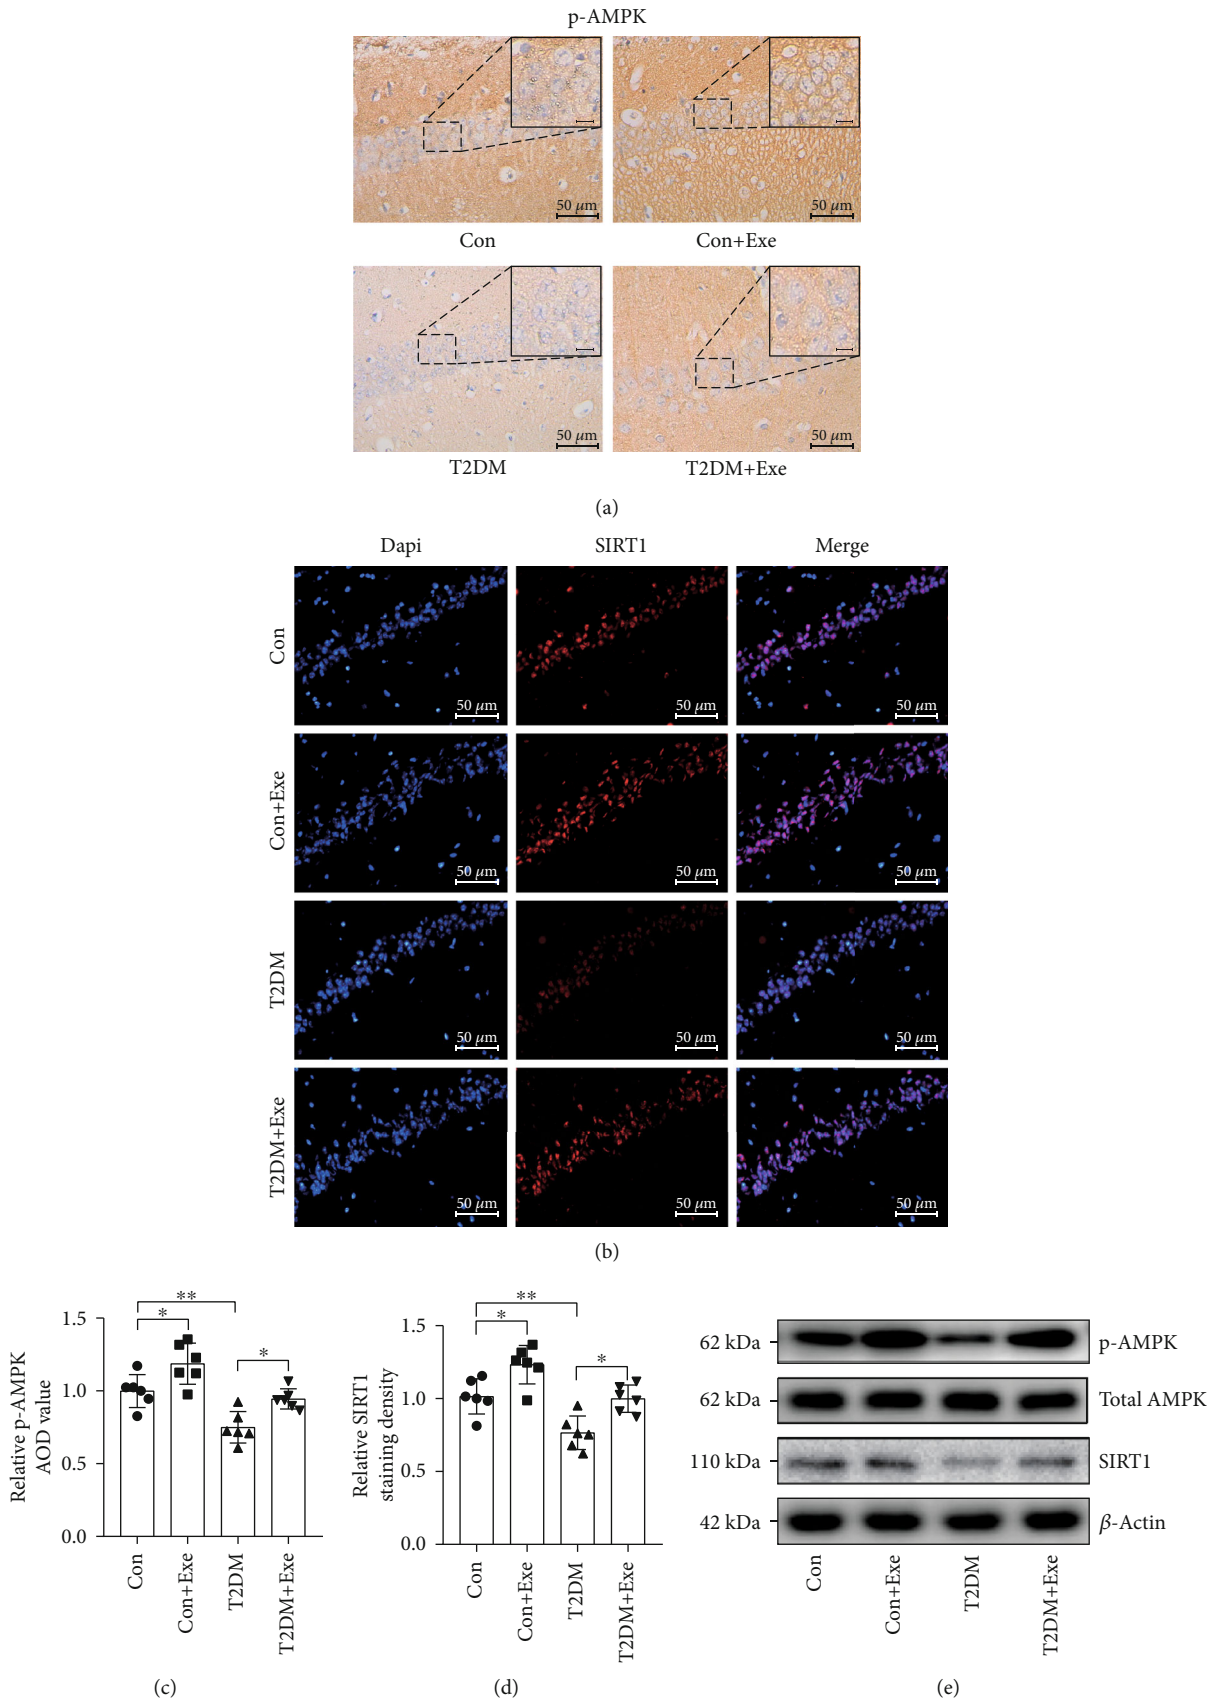 p-AMPK
50 μm
50 μm
Con
Con+Exe
50 μm
50 μm
T2DM
T2DM+Exe
(a)
Dapi
SIRT1
Merge
Con
50 μm
50 μm
50 μm
Con+Exe
50 μm
50 μm
50 μm
T2DM
50 μm
50 μm
50 μm
T2DM+Exe
50 μm
50 μm
50 μm
(b)
Relative p-AMPK
AOD value
1.5
1.0
0.5
0.0
**
*
*
Con
Con+Exe
T2DM
T2DM+Exe
(c)
Relative SIRT1
staining density
1.5
1.0
0.5
0.0
**
*
*
Con
Con+Exe
T2DM
T2DM+Exe
(d)
62 kDa
p-AMPK
62 kDa
Total AMPK
110 kDa
SIRT1
42 kDa
β-Actin
Con
Con+Exe
T2DM
T2DM+Exe
(e)